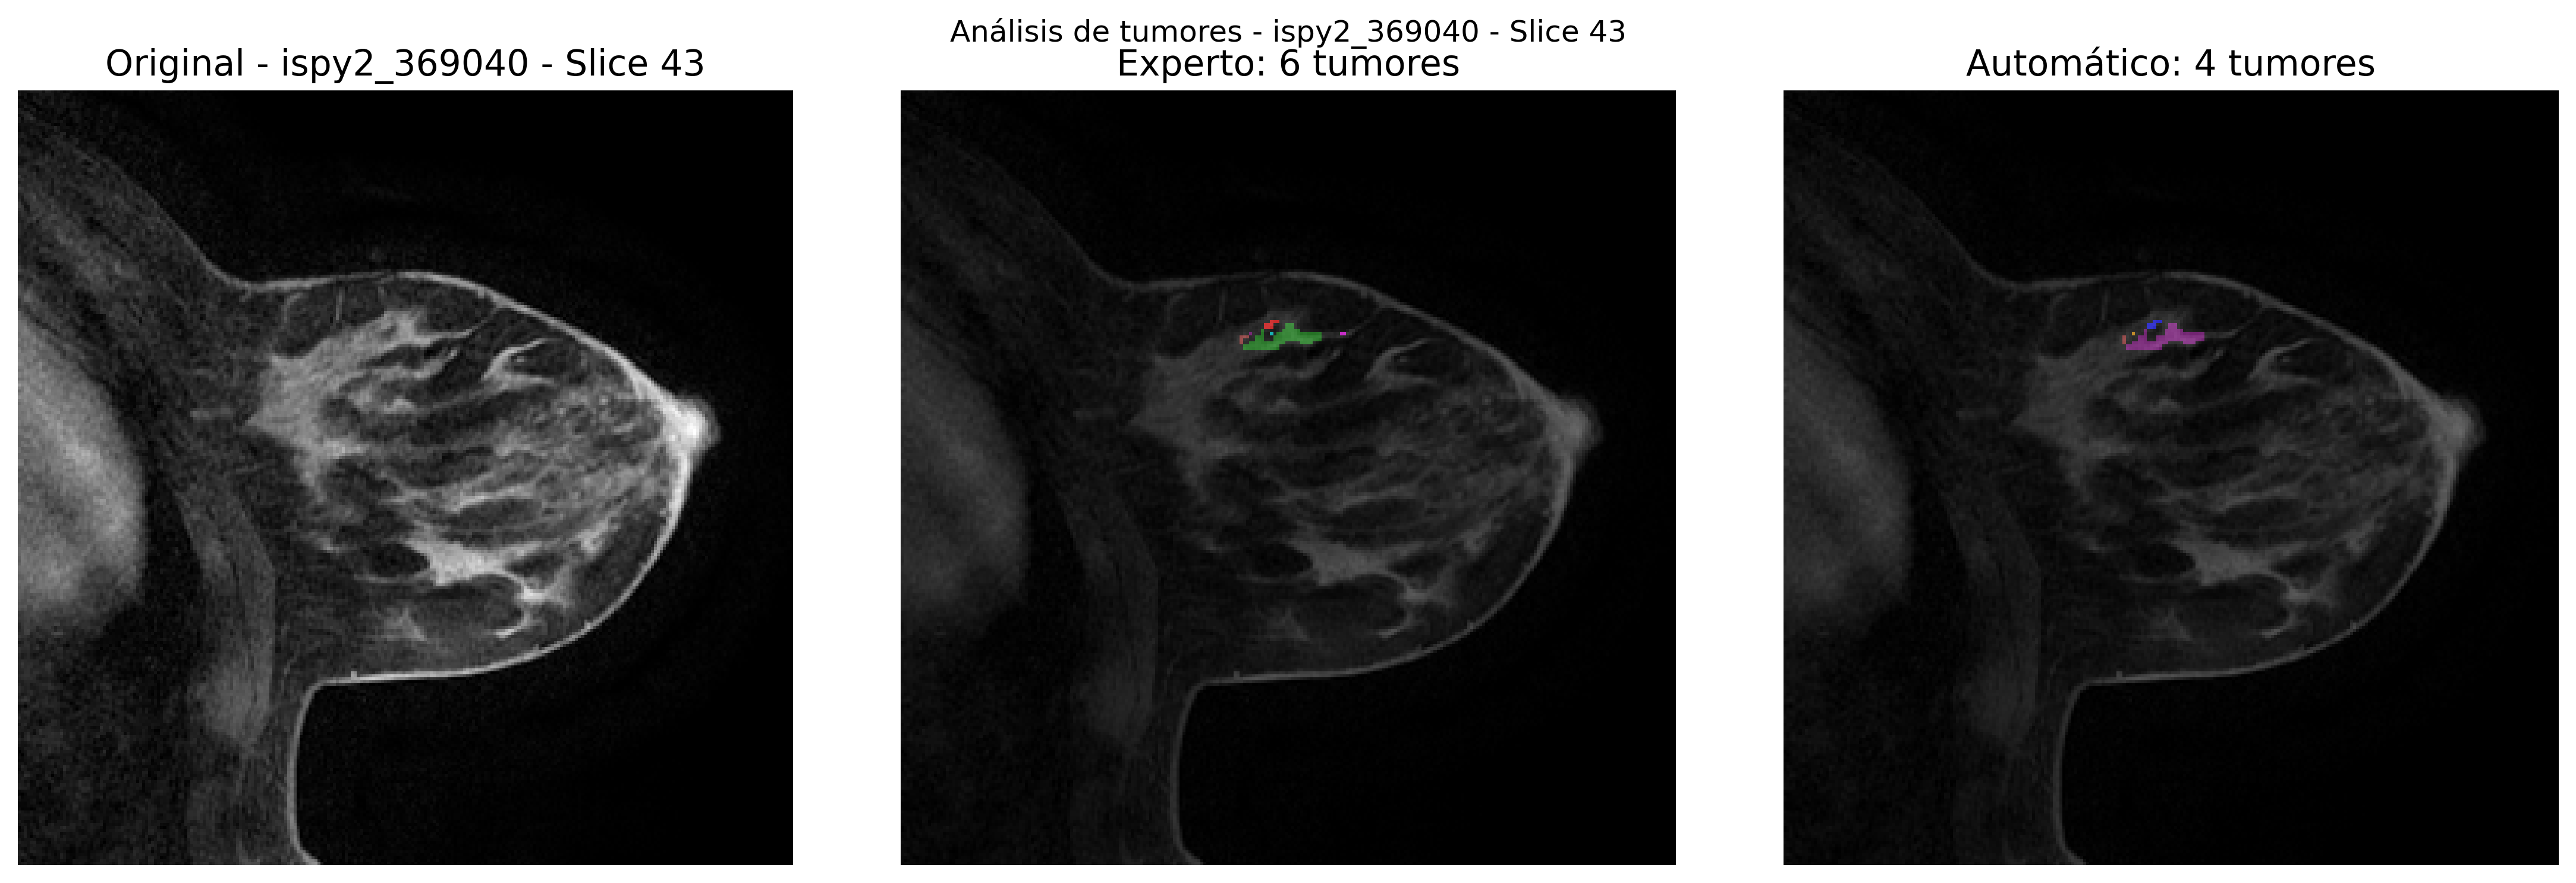 Análisis de tumores - ispy2_369040 - Slice 43
Original - ispy2_369040 - Slice 43
Experto: 6 tumores
Automático: 4 tumores